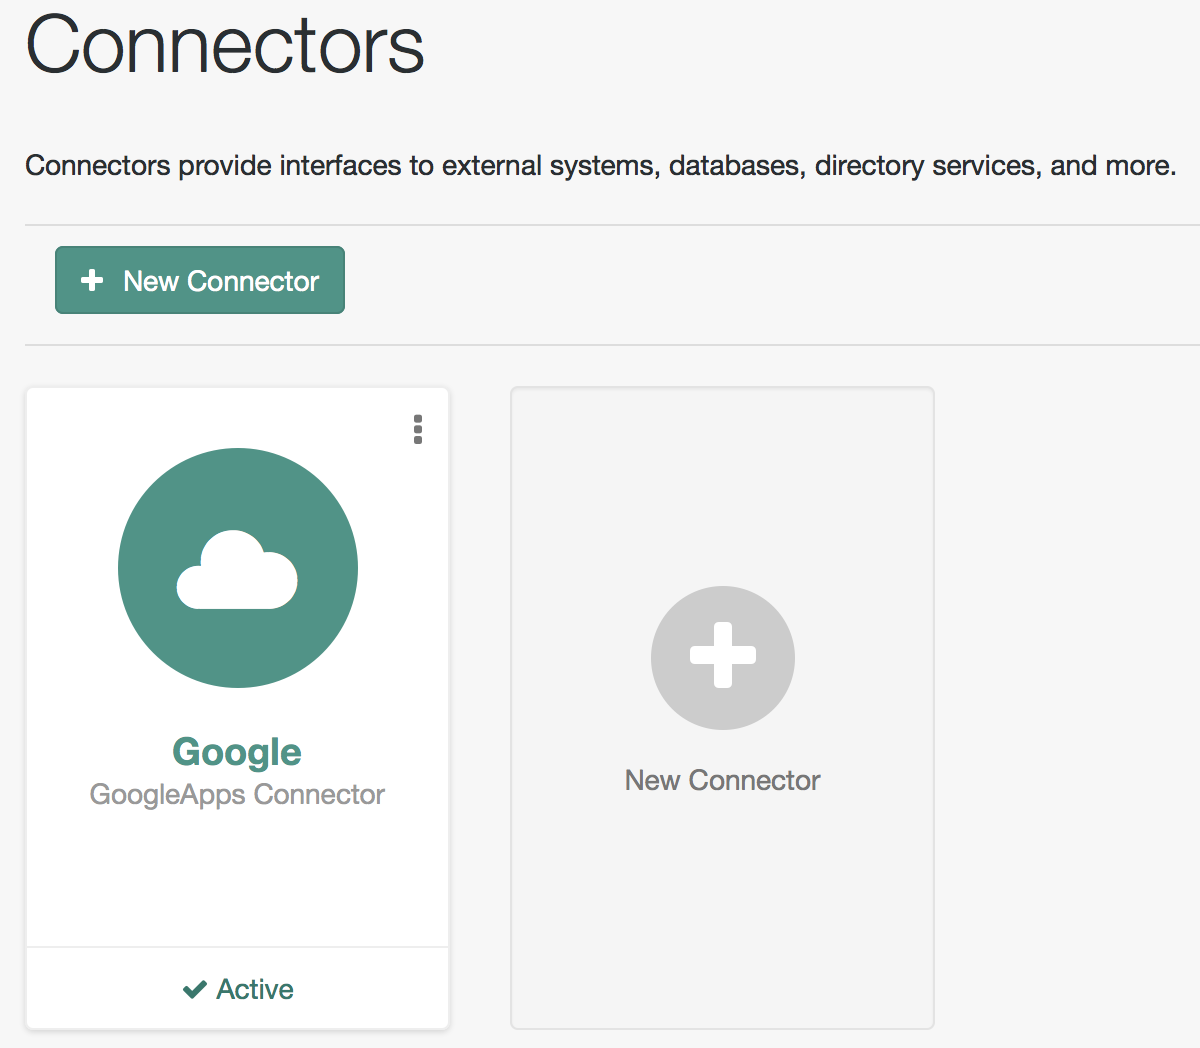 Connectors
Connectors provide interfaces to external systems, databases, directory services, and more.
New Connector
Google
GoogleApps Connector
Active
New Connector